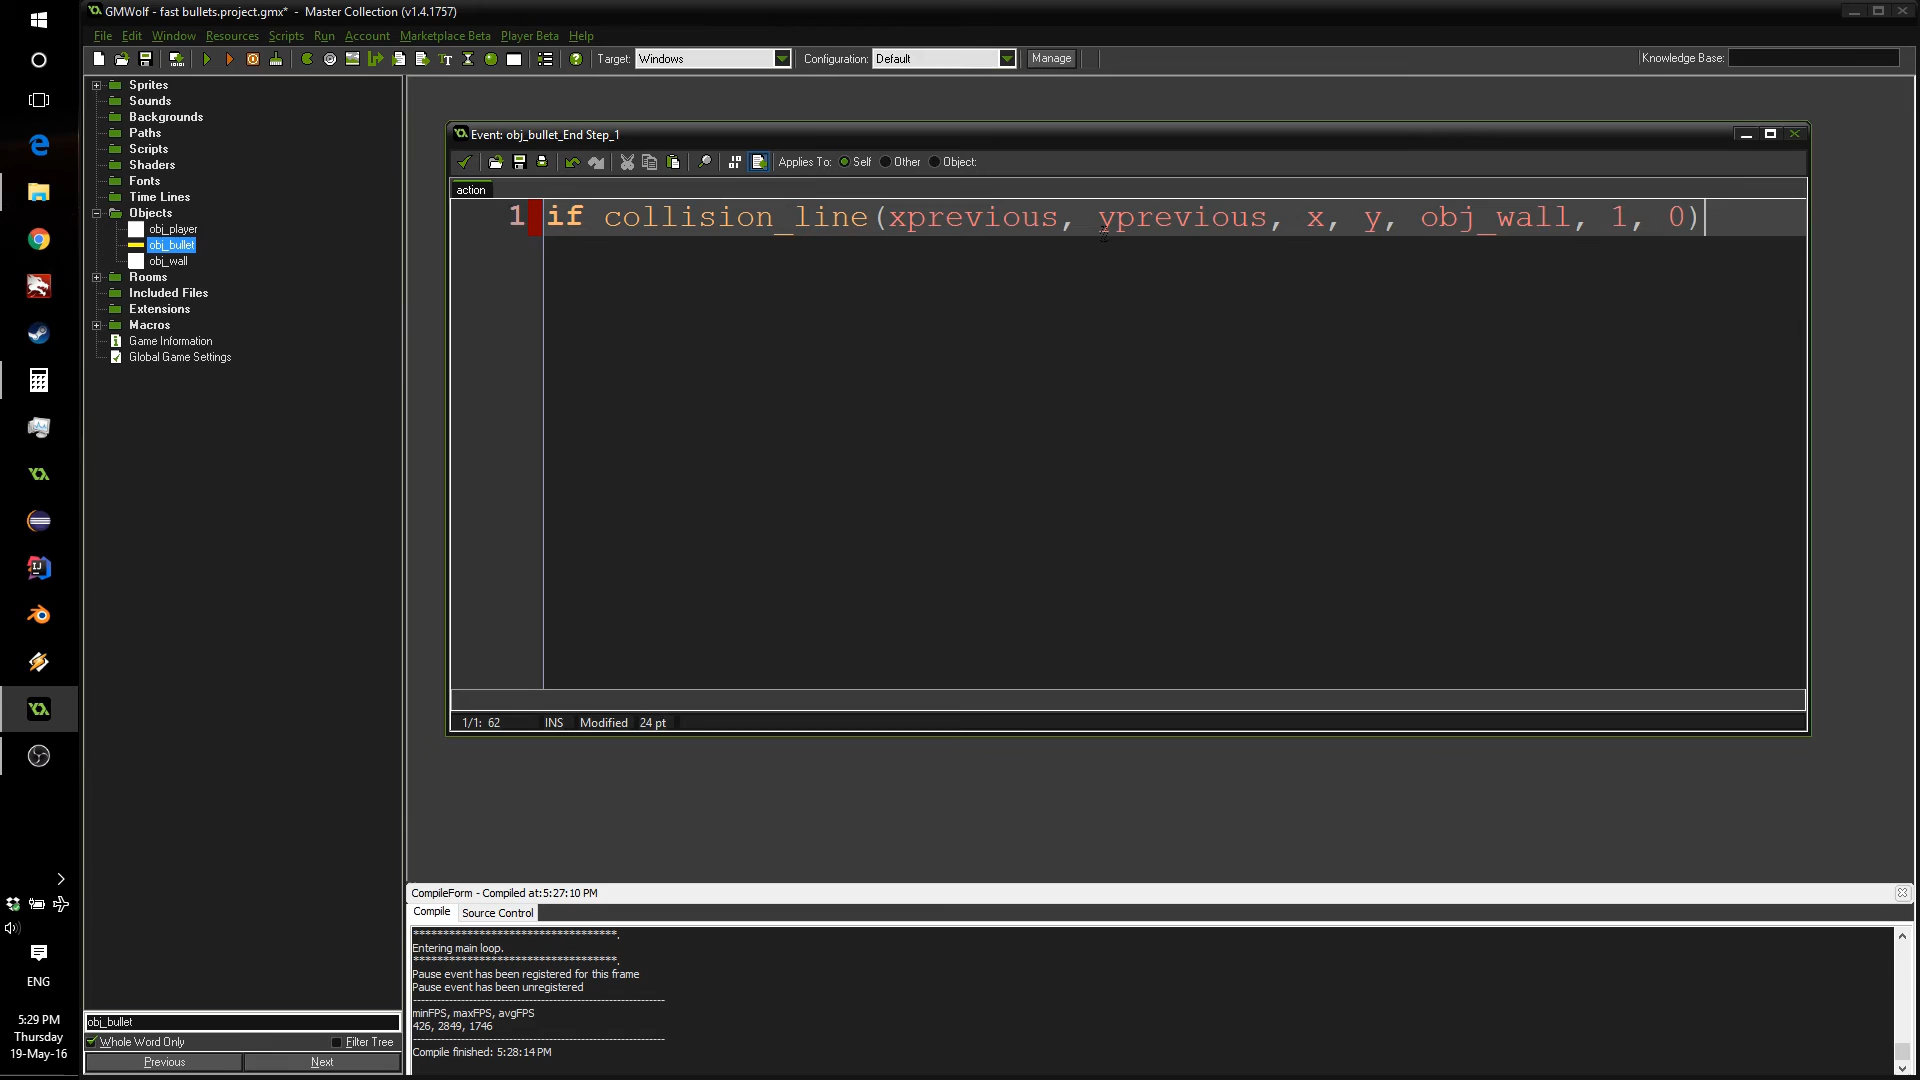 GMWolf - fast bullets.project.gmx* - Master Collection (v1.4.1757)
File Edit Window Resources Scripts Run Account Marketplace Beta Player Beta Help
Target: Windows Configuration: Default Manage Knowledge Base:
Sprites
Sounds
Backgrounds
Paths
Scripts
Shaders
Fonts
Time Lines
Objects
obj_player
obj_bullet
obj_wall
Rooms
Included Files
Extensions
Macros
Game Information
Global Game Settings
Event: obj_bullet_End Step_1
Applies To: Self Other Object:
action
1 if collision_line(xprevious, yprevious, x, y, obj_wall, 1, 0)
1/1: 62 INS Modified 24 pt
CompileForm - Compiled at:5:27:10 PM
Compile Source Control
***********************************.
Entering main loop.
***********************************.
Pause event has been registered for this frame
Pause event has been unregistered
minFPS, maxFPS, avgFPS
426, 2849, 1746
Compile finished: 5:28:14 PM
obj_bullet
Whole Word Only Filter Tree
Previous Next
ENG
5:29 PM
Thursday
19-May-16